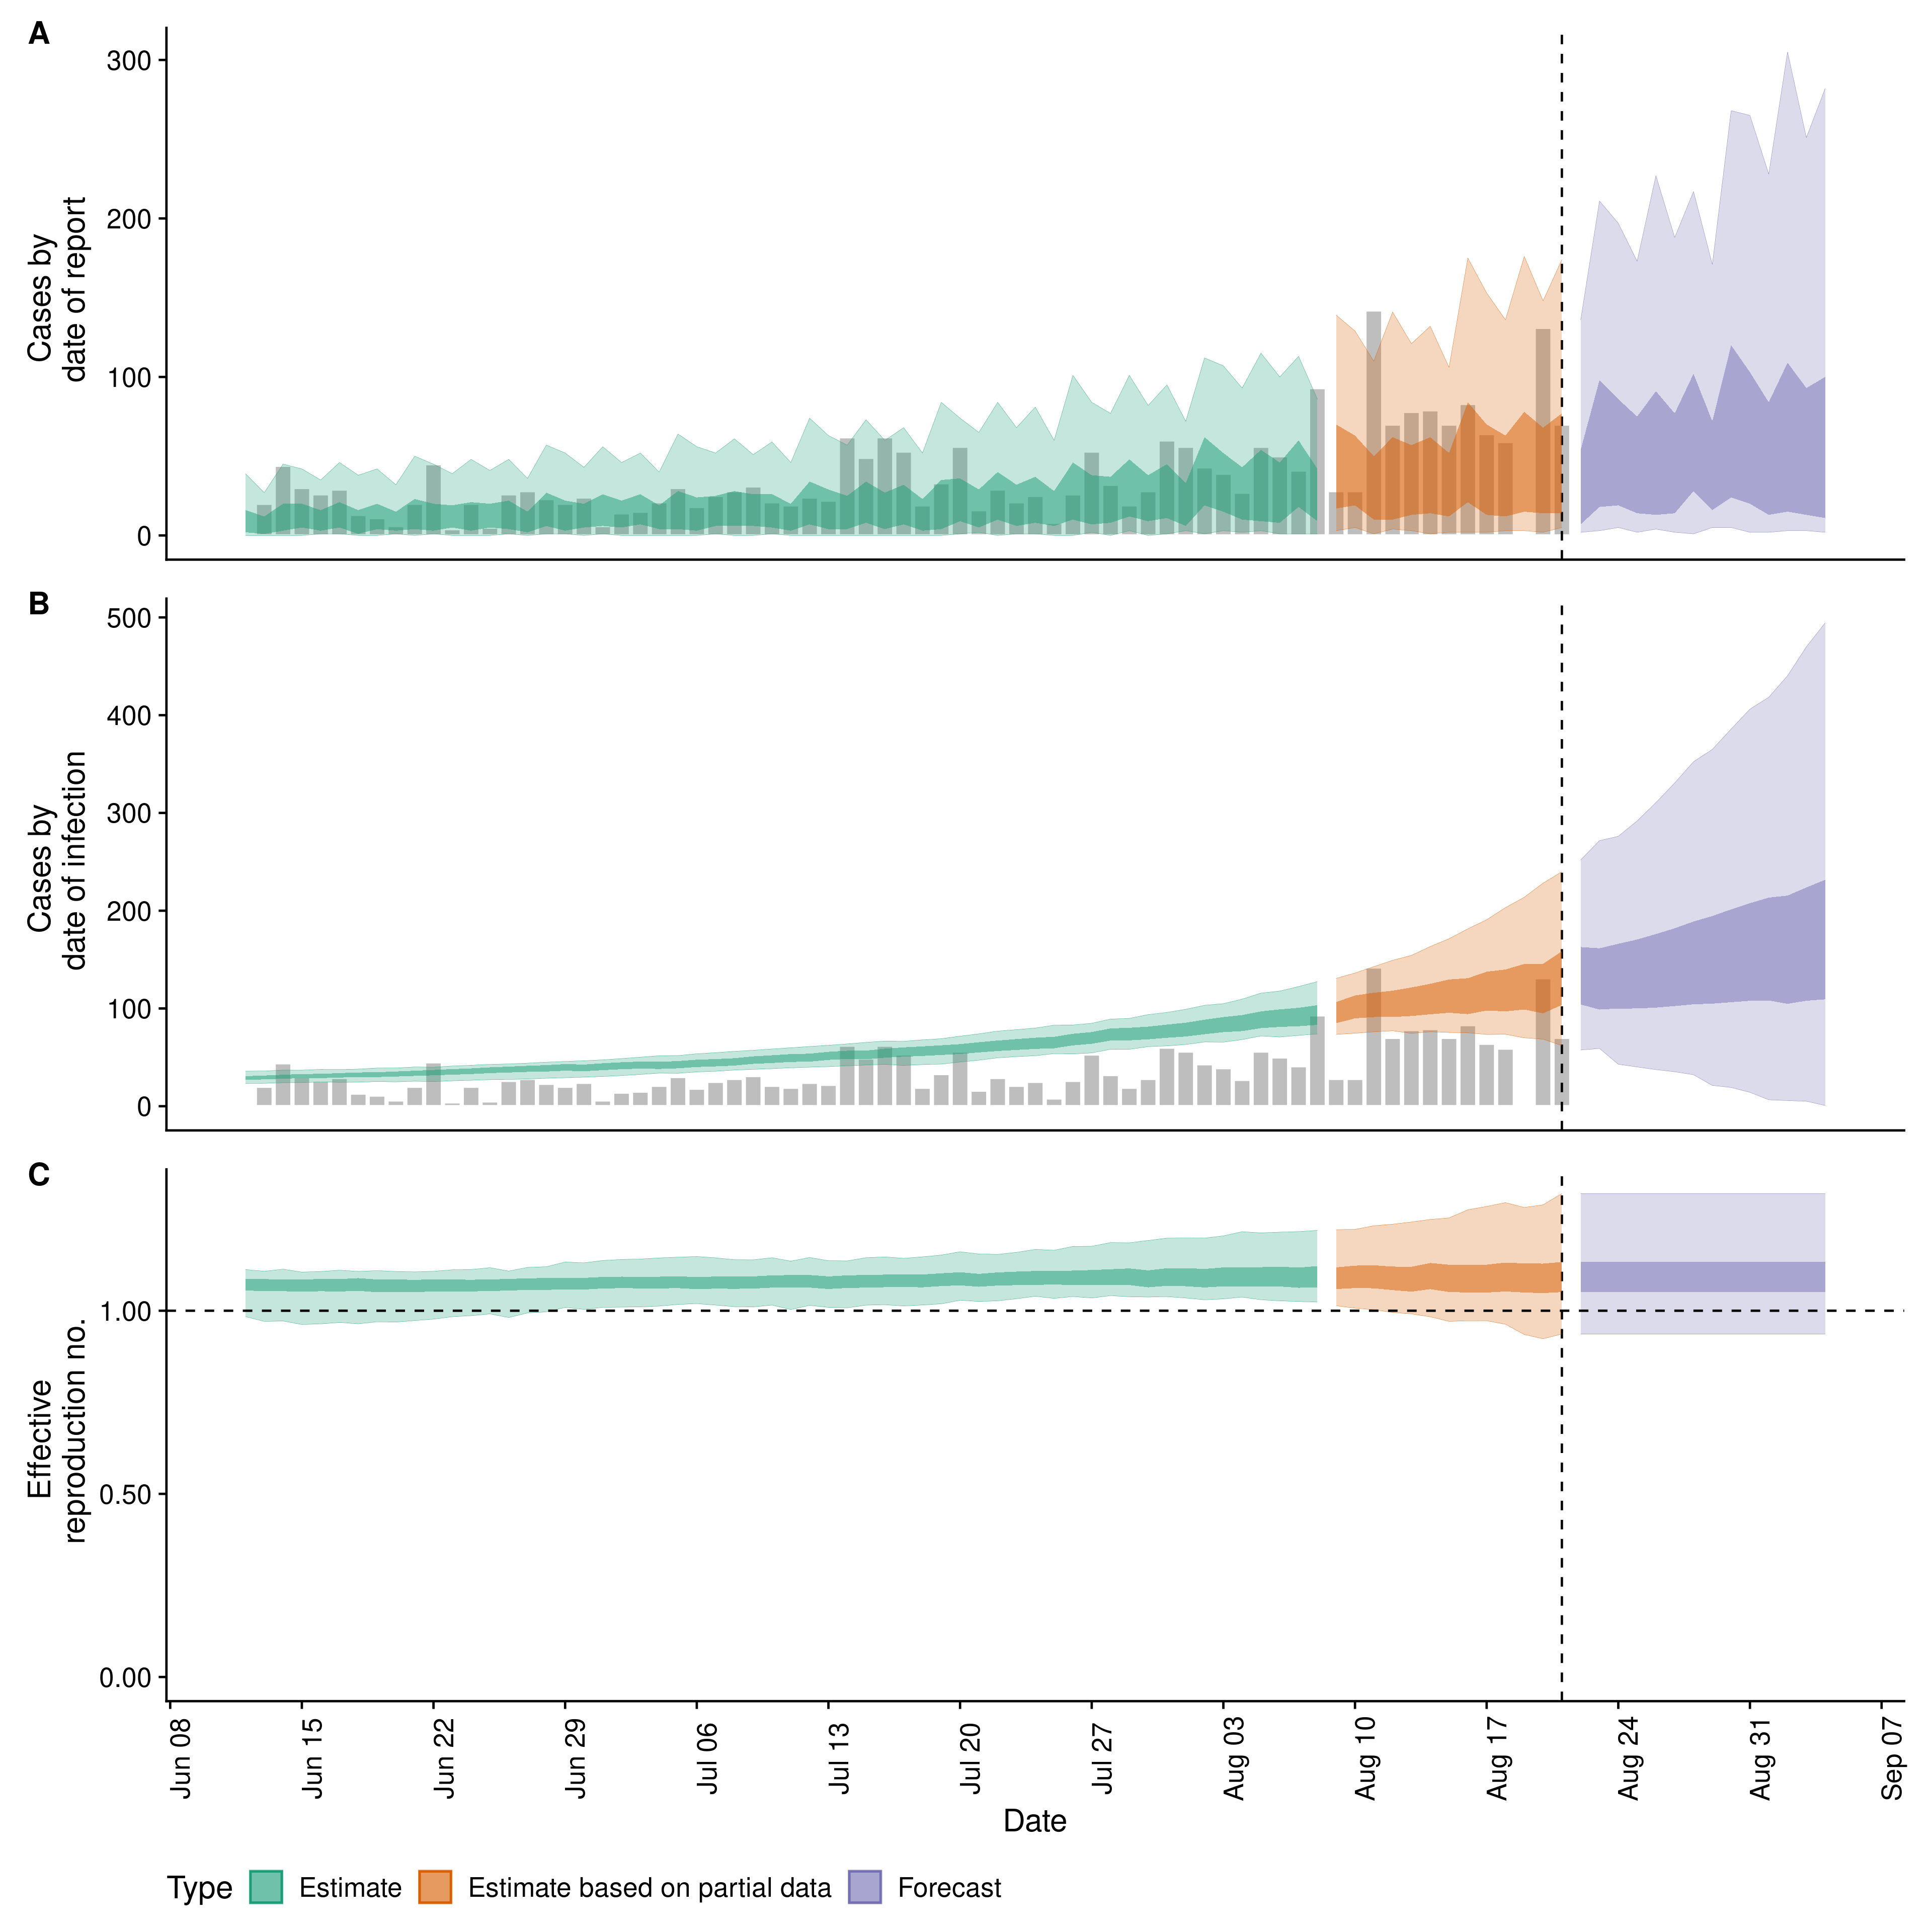 A
Cases by
date of report
300
200
100
0
B
Cases by
date of infection
500
400
300
200
100
0
C
Effective
reproduction no.
1.00
0.50
0.00
Jun 08
Jun 15
Jun 22
Jun 29
Jul 06
Jul 13
Jul 20
Jul 27
Aug 03
Aug 10
Aug 17
Aug 24
Aug 31
Sep 07
Date
Type Estimate Estimate based on partial data Forecast